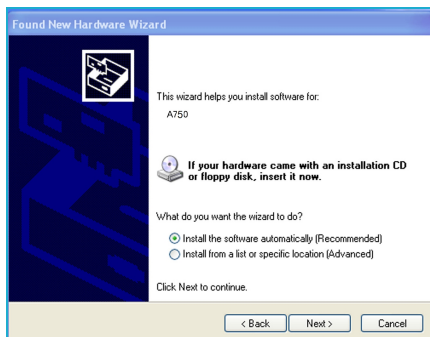 Found New Hardware Wizard
This wizard helps you install software for:
A750
If your hardware came with an installation CD
or floppy disk, insert it now.
What do you want the wizard to do?
Install the software automatically (Recommended)
Install from a list or specific location (Advanced)
Click Next to continue.
< Back Next > Cancel